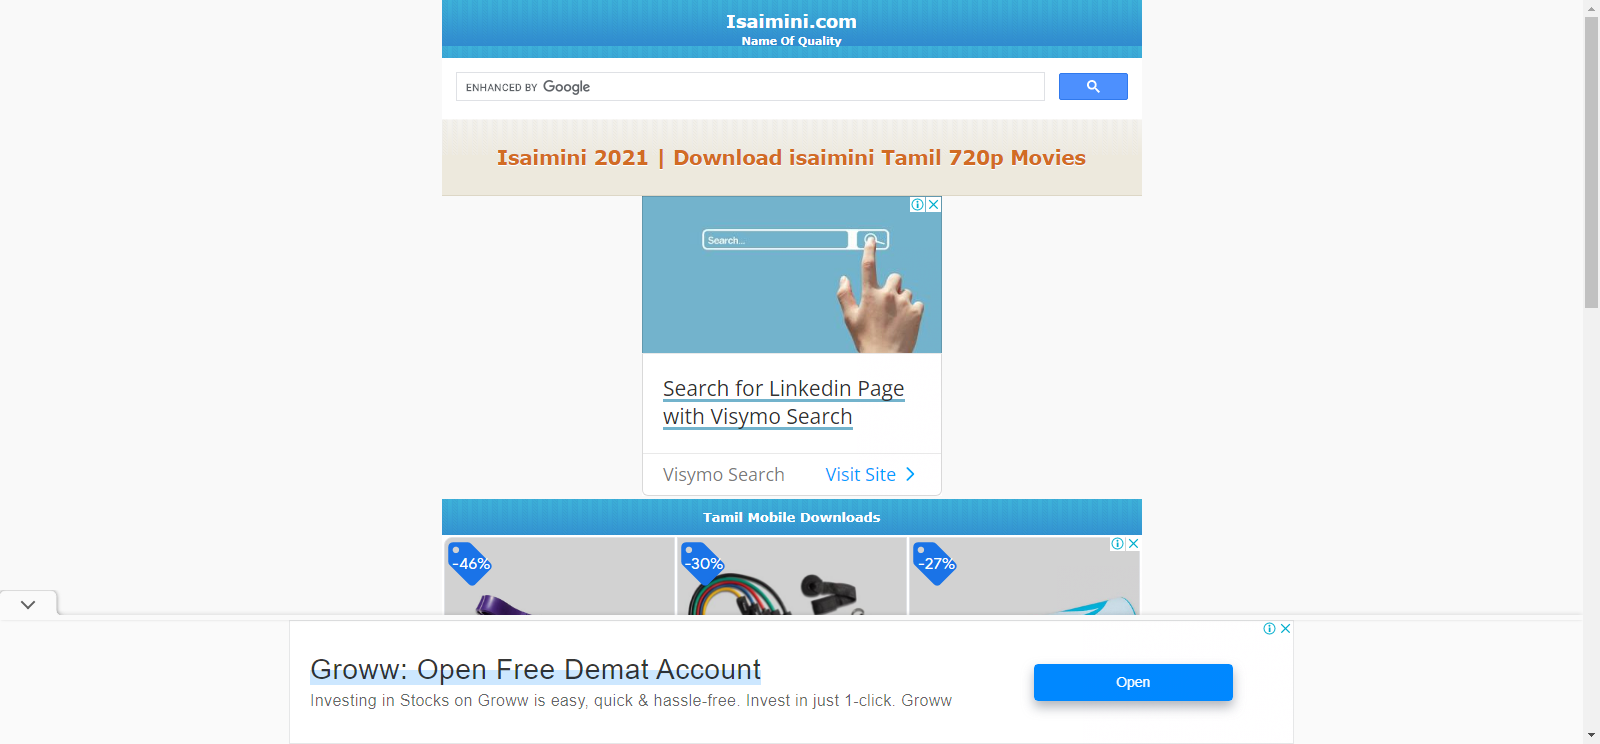 Isaimini.com
Name Of Quality
ENHANCED BY Google
Isaimini 2021 | Download isaimini Tamil 720p Movies
Search...
Search for Linkedin Page
with Visymo Search
Visymo Search Visit Site
Tamil Mobile Downloads
-46% -30% -27%
Groww: Open Free Demat Account
Investing in Stocks on Groww is easy, quick & hassle-free. Invest in just 1-click. Groww
Open